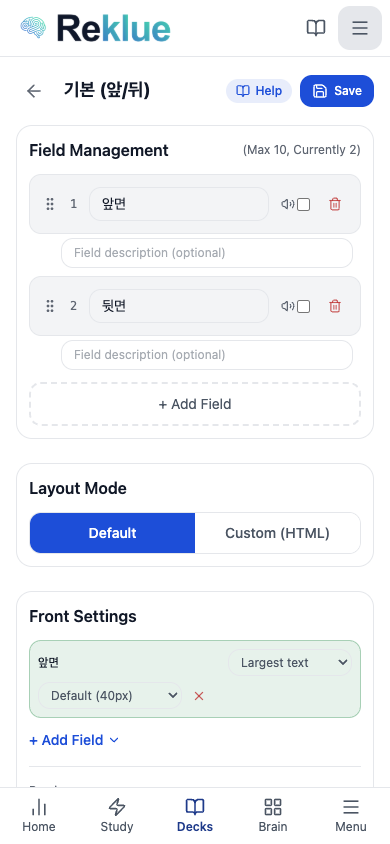 Reklue
기본 (앞/뒤)
Help
Save
Field Management
(Max 10, Currently 2)
1
앞면
Field description (optional)
2
뒷면
Field description (optional)
+ Add Field
Layout Mode
Default
Custom (HTML)
Front Settings
앞면
Largest text
Default (40px)
+ Add Field
Home
Study
Decks
Brain
Menu